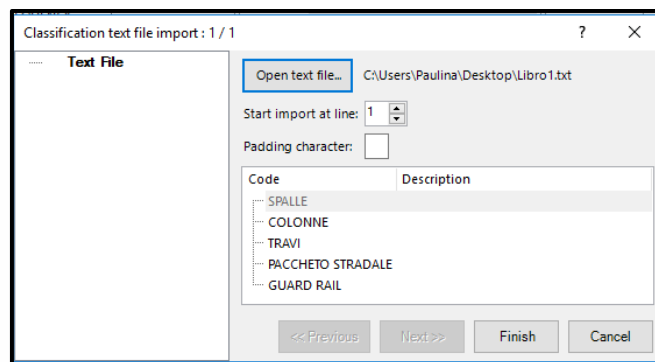 Classification text file import : 1 / 1
? X
Text File
Open text file... C:\Users\Paulina\Desktop\Libro1.txt
Start import at line: 1
Padding character:
Code Description
SPALLE
COLONNE
TRAVI
PACCHETO STRADALE
GUARD RAIL
<< Previous Next >> Finish Cancel